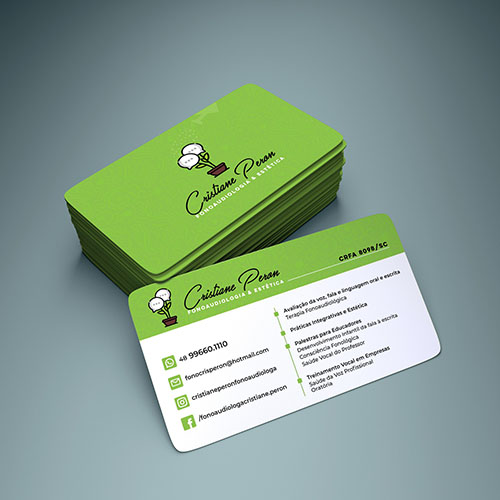 Cristiane Peron
FONOAUDIOLOGIA & ESTÉTICA
Cristiane Peron
FONOAUDIOLOGIA & ESTÉTICA
CRFA 8098/SC
48 99660.1110
fonocrisperon@hotmail.com
cristianeperonfonoaudiologa
/fonoaudiologacristiane.peron
Avaliação da voz, fala e linguagem oral e escrita
Terapia Fonoaudiológica
Práticas Integrativas e Estética
Palestras para Educadores
Desenvolvimento Infantil da fala à escrita
Consciência Fonológica
Saúde Vocal do Professor
Treinamento Vocal em Empresas
Saúde da Voz Profissional
Oratória